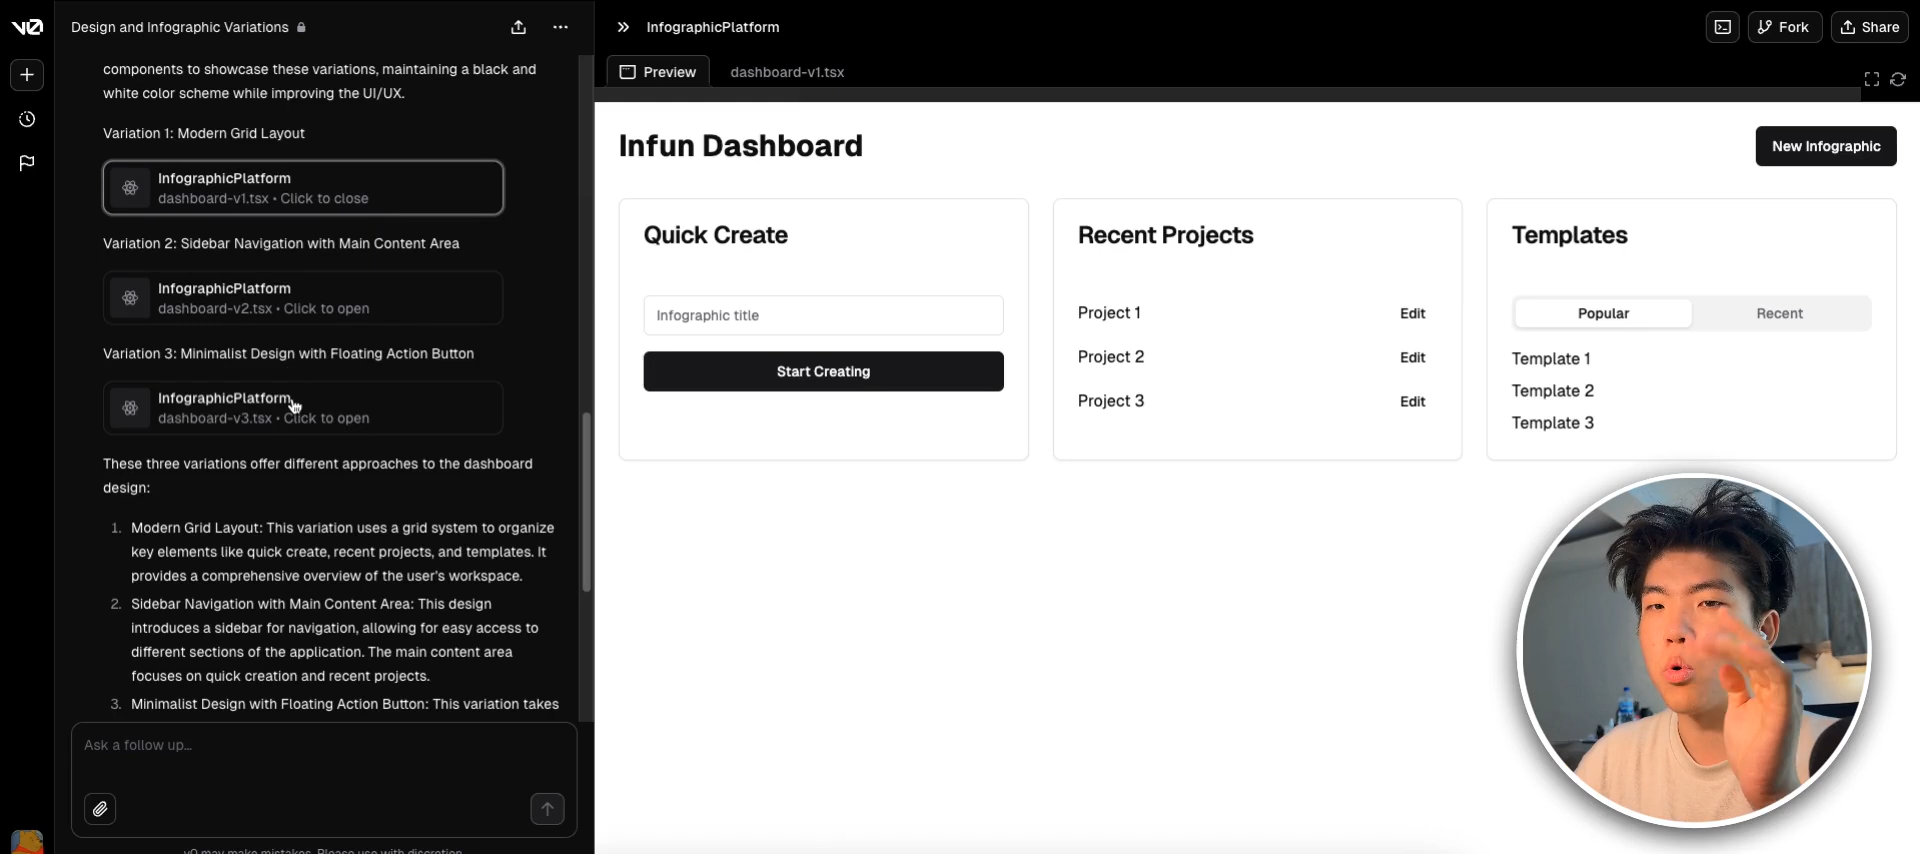 v0
Design and Infographic Variations
components to showcase these variations, maintaining a black and
white color scheme while improving the UI/UX.
Variation 1: Modern Grid Layout
InfographicPlatform
dashboard-v1.tsx • Click to close
Variation 2: Sidebar Navigation with Main Content Area
InfographicPlatform
dashboard-v2.tsx • Click to open
Variation 3: Minimalist Design with Floating Action Button
InfographicPlatform
dashboard-v3.tsx • Click to open
These three variations offer different approaches to the dashboard
design:
1. Modern Grid Layout: This variation uses a grid system to organize
key elements like quick create, recent projects, and templates. It
provides a comprehensive overview of the user's workspace.
2. Sidebar Navigation with Main Content Area: This design
introduces a sidebar for navigation, allowing for easy access to
different sections of the application. The main content area
focuses on quick creation and recent projects.
3. Minimalist Design with Floating Action Button: This variation takes
Ask a follow up...
v0 may make mistakes. Please use with discretion.
InfographicPlatform
Fork
Share
Preview
dashboard-v1.tsx
Infun Dashboard
New Infographic
Quick Create
Infographic title
Start Creating
Recent Projects
Project 1
Edit
Project 2
Edit
Project 3
Edit
Templates
Popular
Recent
Template 1
Template 2
Template 3